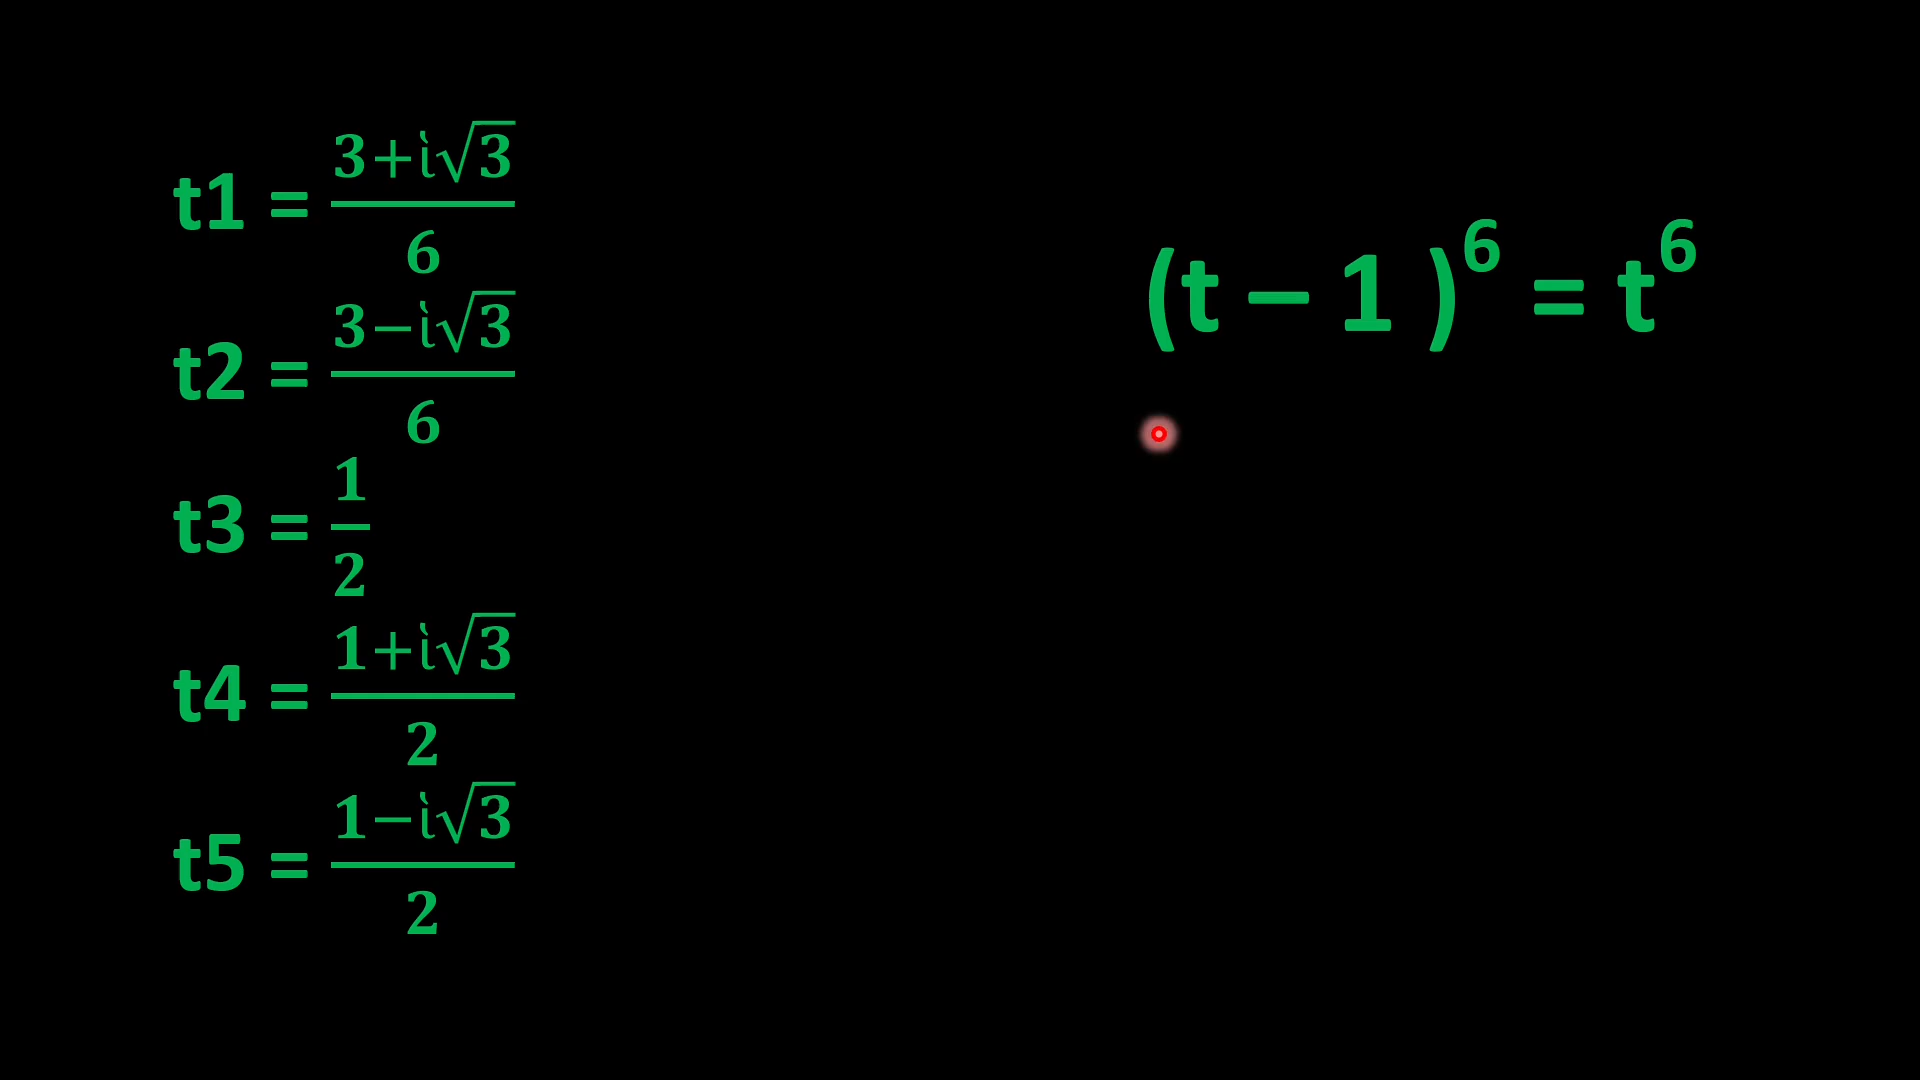 t1 = (3+i√3)/6
t2 = (3−i√3)/6
t3 = 1/2
t4 = (1+i√3)/2
t5 = (1−i√3)/2
(t − 1 )⁶ = t⁶